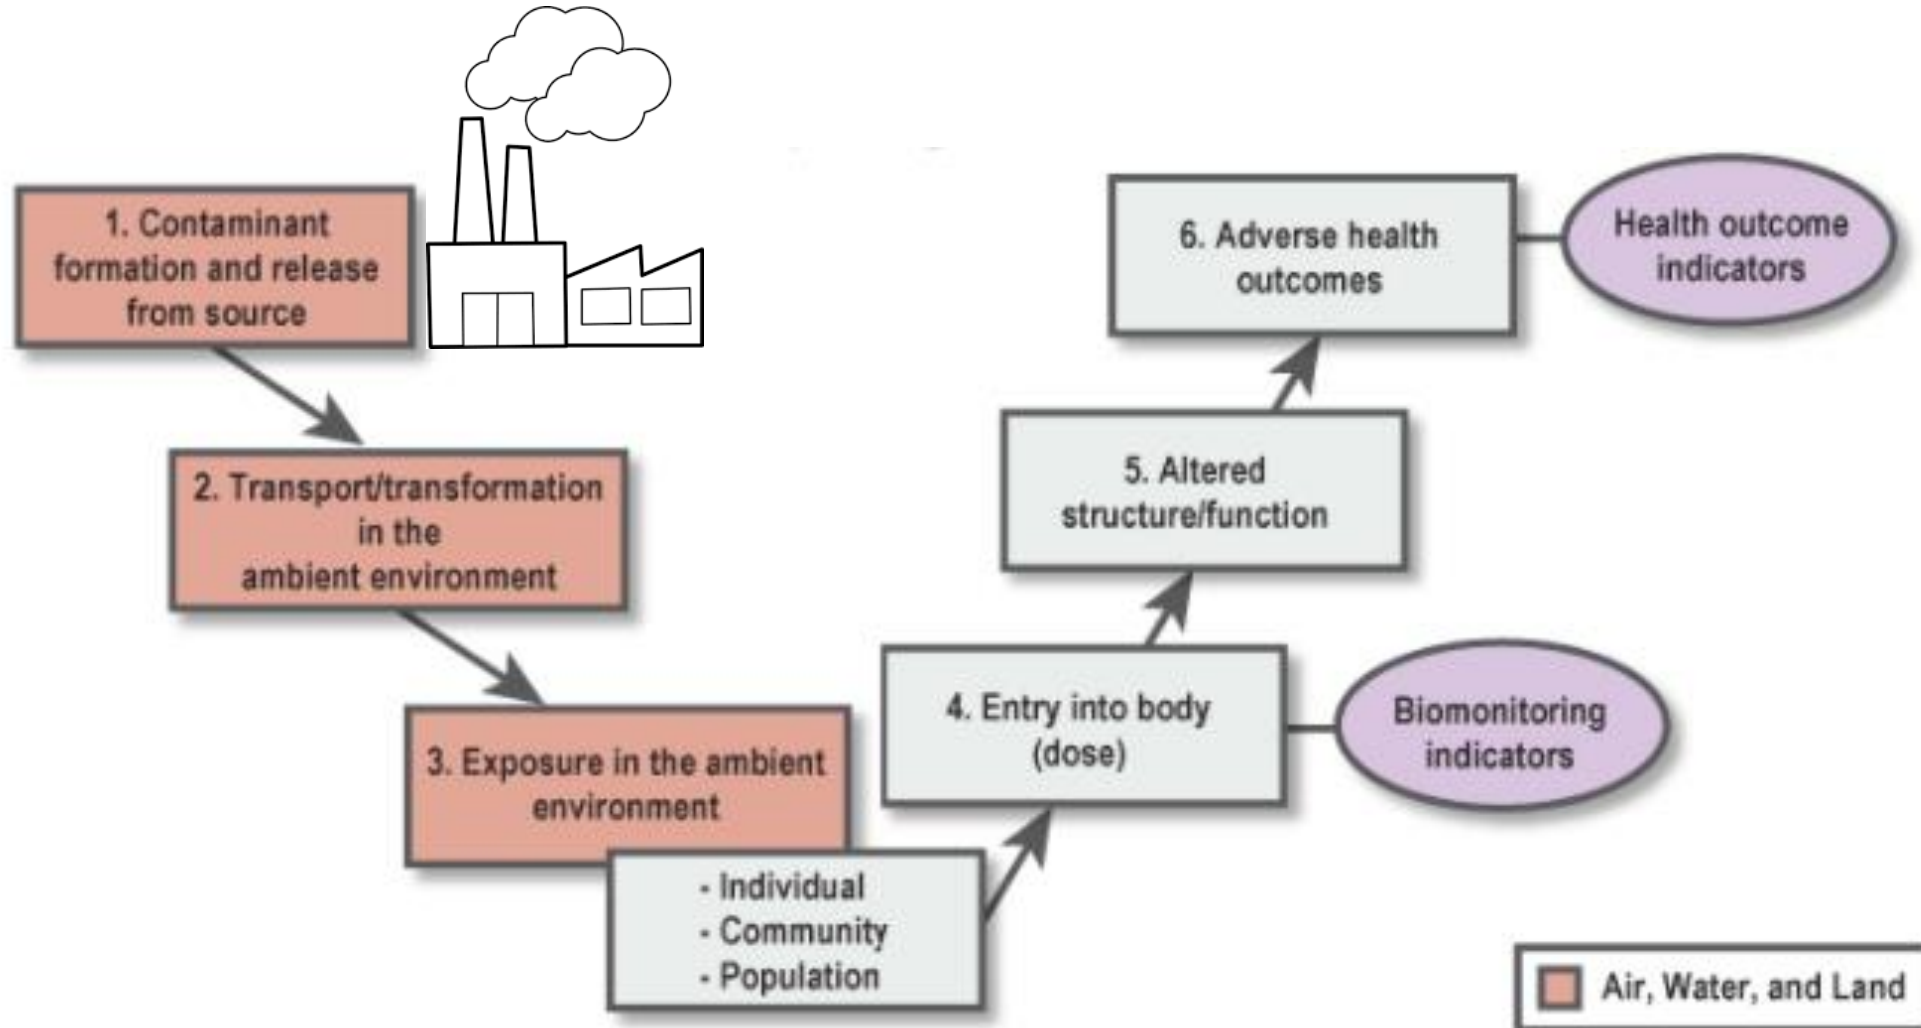 1. Contaminant
formation and release
from source
2. Transport/transformation
in the
ambient environment
3. Exposure in the ambient
environment
- Individual
- Community
- Population
4. Entry into body
(dose)
Biomonitoring
indicators
5. Altered
structure/function
6. Adverse health
outcomes
Health outcome
indicators
Air, Water, and Land